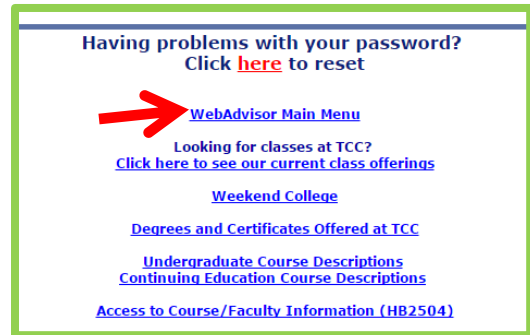 Having problems with your password?
Click here to reset
WebAdvisor Main Menu
Looking for classes at TCC?
Click here to see our current class offerings
Weekend College
Degrees and Certificates Offered at TCC
Undergraduate Course Descriptions
Continuing Education Course Descriptions
Access to Course/Faculty Information (HB2504)